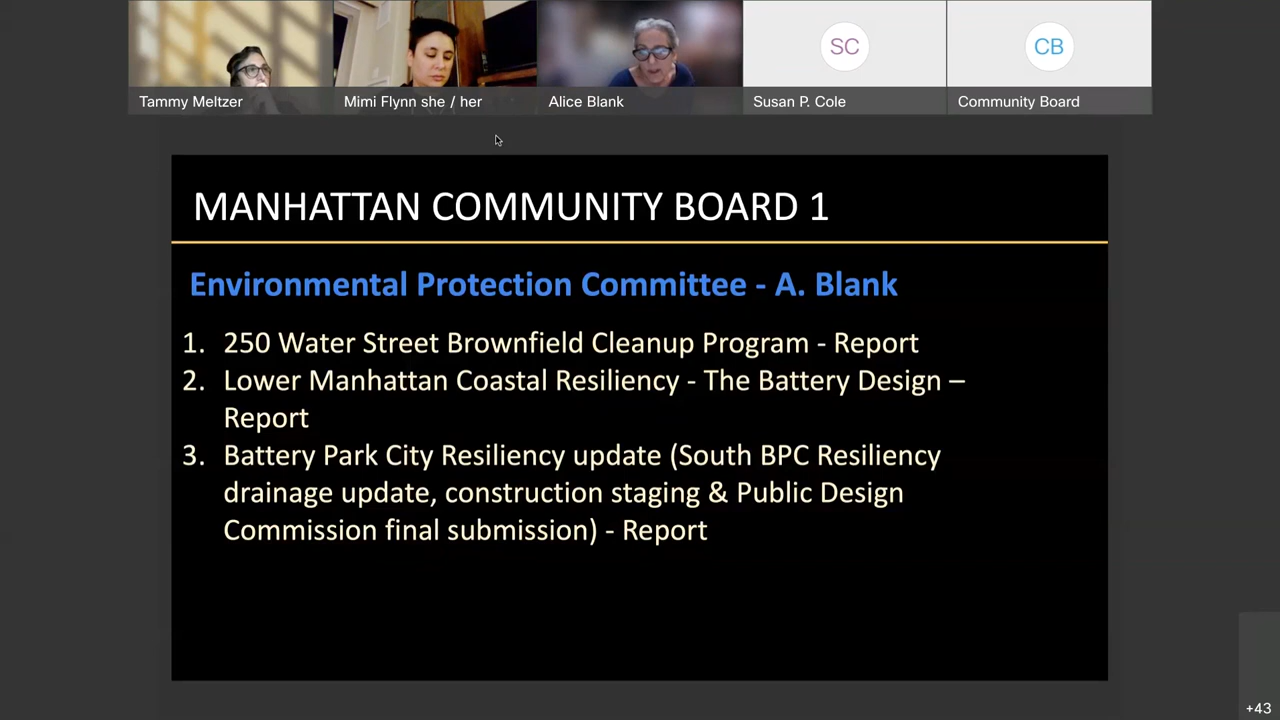 SC
CB
Tammy Meltzer
Mimi Flynn she / her
Alice Blank
Susan P. Cole
Community Board
MANHATTAN COMMUNITY BOARD 1
Environmental Protection Committee - A. Blank
1. 250 Water Street Brownfield Cleanup Program - Report
2. Lower Manhattan Coastal Resiliency - The Battery Design –
Report
3. Battery Park City Resiliency update (South BPC Resiliency
drainage update, construction staging & Public Design
Commission final submission) - Report
+43